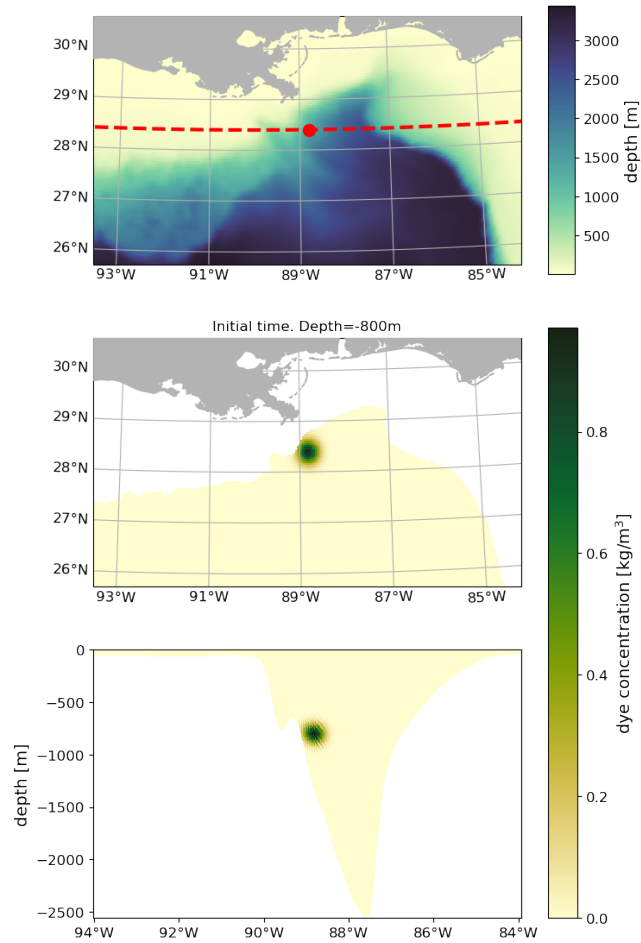 30°N
29°N
28°N
27°N
26°N
93°W
91°W
89°W
87°W
85°W
3000
2500
2000
1500
1000
500
depth [m]
Initial time. Depth=-800m
30°N
29°N
28°N
27°N
26°N
93°W
91°W
89°W
87°W
85°W
0
−500
−1000
−1500
−2000
−2500
depth [m]
94°W
92°W
90°W
88°W
86°W
84°W
0.8
0.6
0.4
0.2
0.0
dye concentration [kg/m³]